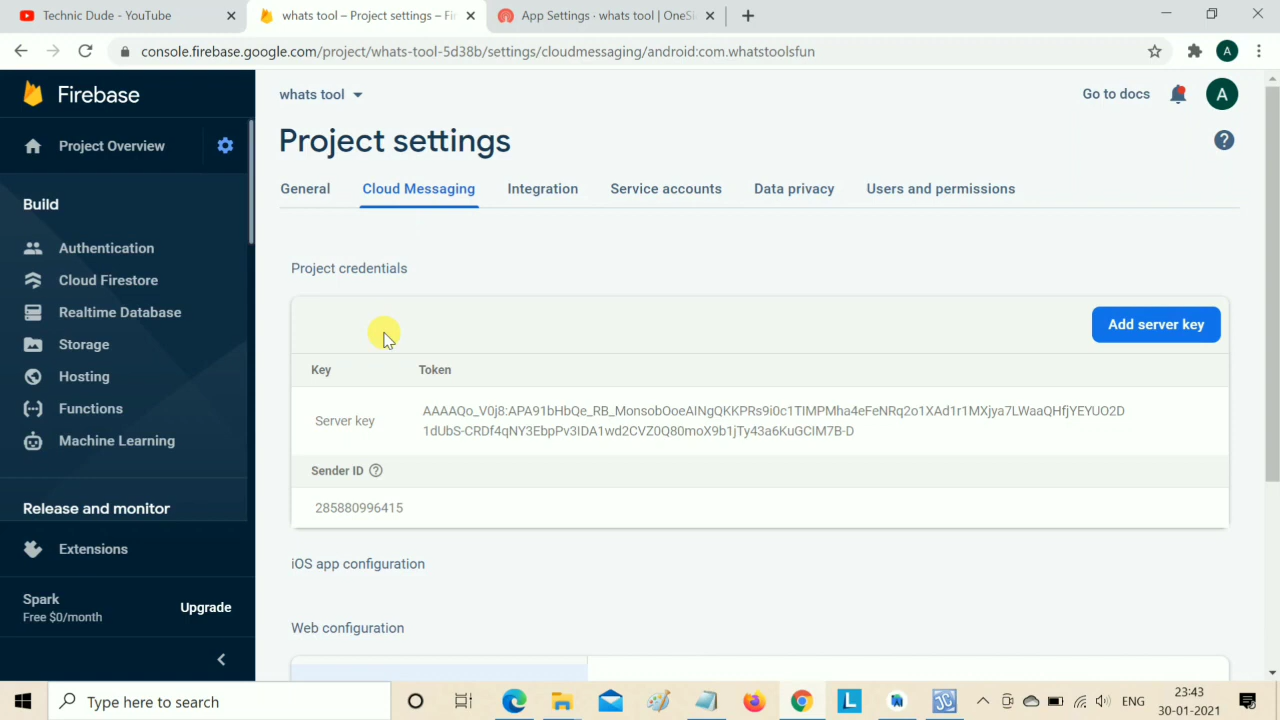 Technic Dude - YouTube
whats tool – Project settings – Fi
App Settings · whats tool | OneSi
console.firebase.google.com/project/whats-tool-5d38b/settings/cloudmessaging/android:com.whatstoolsfun
A
Firebase
whats tool
Go to docs
A
Project Overview
Project settings
General
Cloud Messaging
Integration
Service accounts
Data privacy
Users and permissions
Build
Authentication
Cloud Firestore
Realtime Database
Storage
Hosting
Functions
Machine Learning
Release and monitor
Extensions
Spark
Free $0/month
Upgrade
Project credentials
Add server key
Key
Token
Server key
AAAAQo_V0j8:APA91bHbQe_RB_MonsobOoeAINgQKKPRs9i0c1TIMPMha4eFeNRq2o1XAd1r1MXjya7LWaaQHfjYEYUO2D
1dUbS-CRDf4qNY3EbpPv3IDA1wd2CVZ0Q80moX9b1jTy43a6KuGCIM7B-D
Sender ID
285880996415
iOS app configuration
Web configuration
Type here to search
L
ENG
23:43
30-01-2021